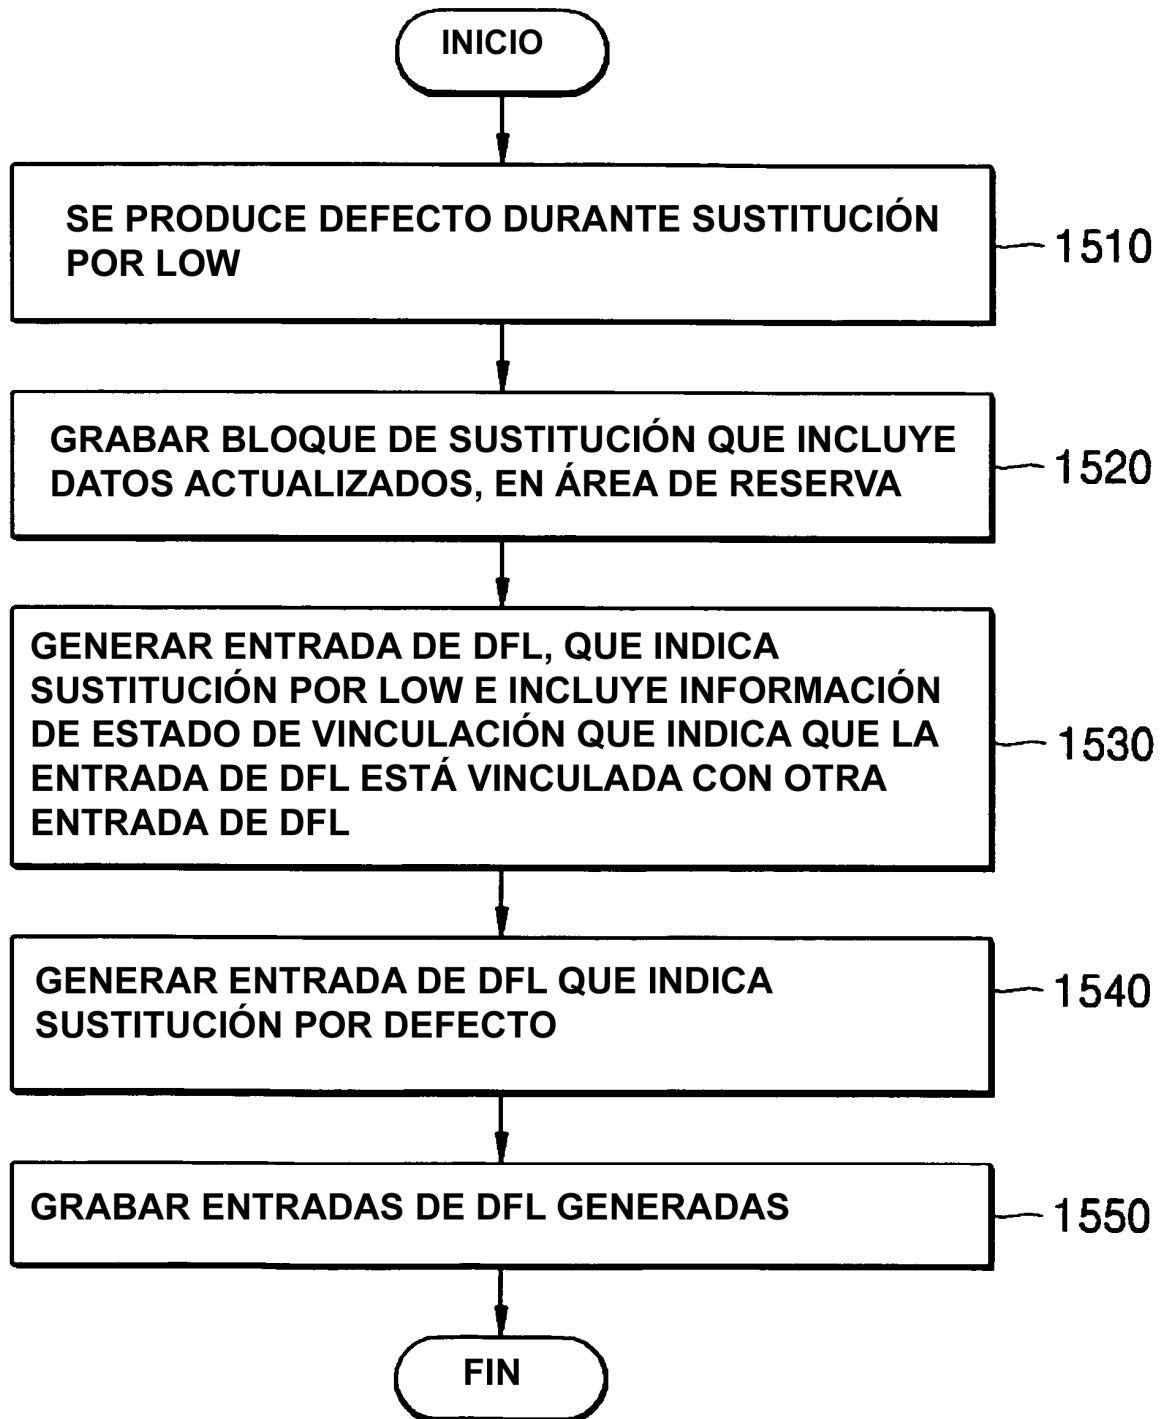 INICIO
SE PRODUCE DEFECTO DURANTE SUSTITUCIÓN
POR LOW
1510
GRABAR BLOQUE DE SUSTITUCIÓN QUE INCLUYE
DATOS ACTUALIZADOS, EN ÁREA DE RESERVA
1520
GENERAR ENTRADA DE DFL, QUE INDICA
SUSTITUCIÓN POR LOW E INCLUYE INFORMACIÓN
DE ESTADO DE VINCULACIÓN QUE INDICA QUE LA
ENTRADA DE DFL ESTÁ VINCULADA CON OTRA
ENTRADA DE DFL
1530
GENERAR ENTRADA DE DFL QUE INDICA
SUSTITUCIÓN POR DEFECTO
1540
GRABAR ENTRADAS DE DFL GENERADAS
1550
FIN